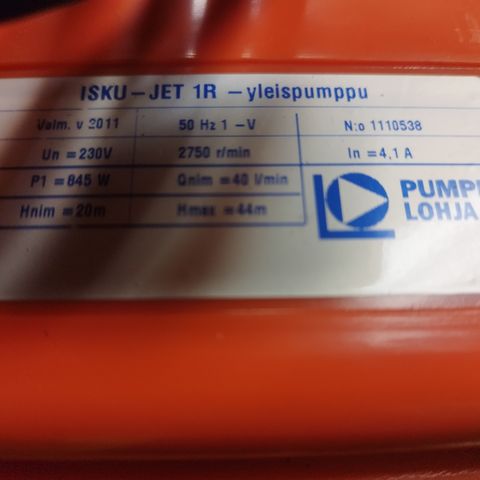 ISKU-JET 1R -yleispumppu
Valm. v 2011 50 Hz 1 -V N:o 1110538
Un =230V 2750 r/min In =4,1 A
P1 =845 W Qnim =40 l/min
Hnim =20m Hmax =44m
LOHJA